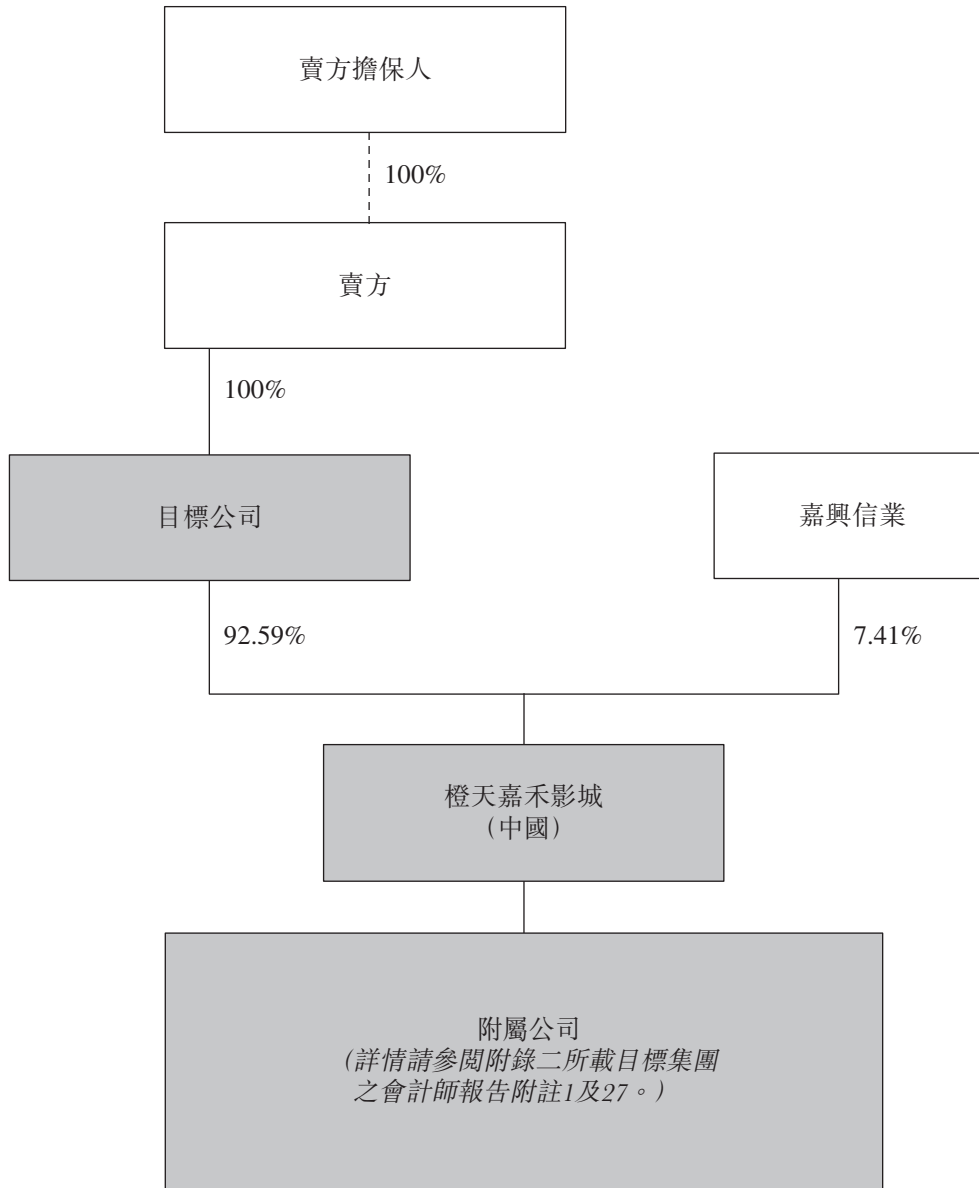 賣方擔保人
100%
賣方
100%
目標公司
嘉興信業
92.59%
7.41%
橙天嘉禾影城
（中國）
附屬公司
（詳情請參閱附錄二所載目標集團
之會計師報告附註1及27。）